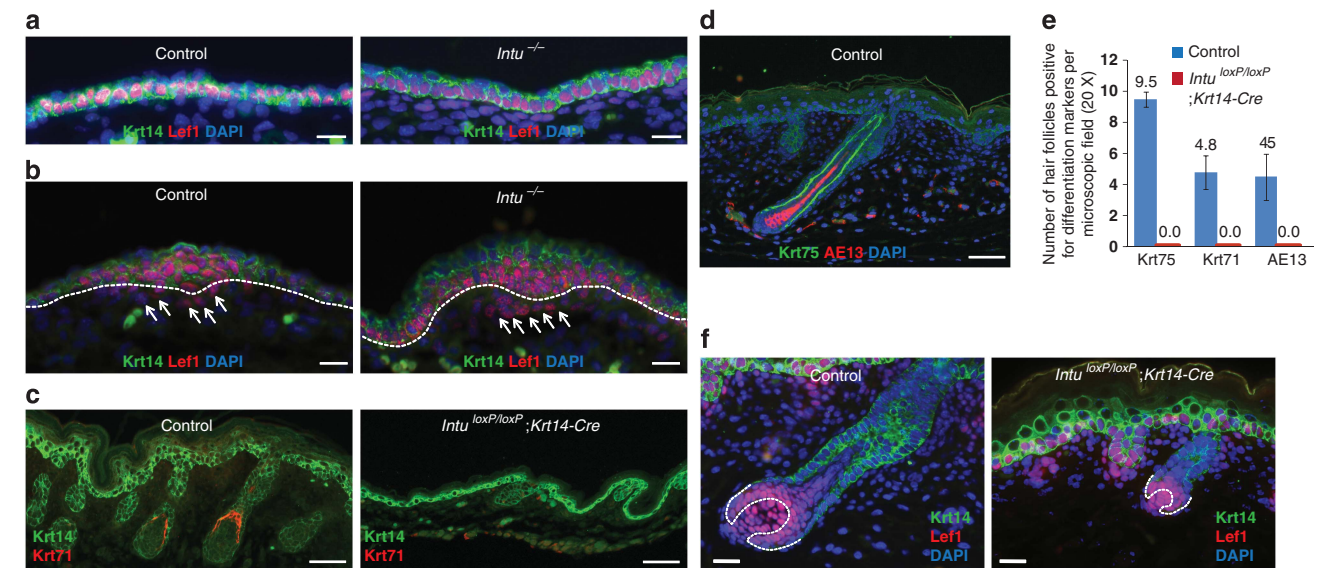 a
Control
Intu –/–
Krt14 Lef1 DAPI
Krt14 Lef1 DAPI
b
Control
Intu –/–
Krt14 Lef1 DAPI
Krt14 Lef1 DAPI
c
Control
Intu loxP/loxP ;Krt14-Cre
Krt14
Krt71
Krt14
Krt71
d
Control
Krt75 AE13 DAPI
e
Number of hair follicles positive
for differentiation markers per
microscopic field (20 X)
Control
Intu loxP/loxP
;Krt14-Cre
12
10
8
6
4
2
0
9.5
0.0
4.8
0.0
45
0.0
Krt75
Krt71
AE13
f
Control
Krt14
Lef1
DAPI
Intu loxP/loxP ;Krt14-Cre
Krt14
Lef1
DAPI